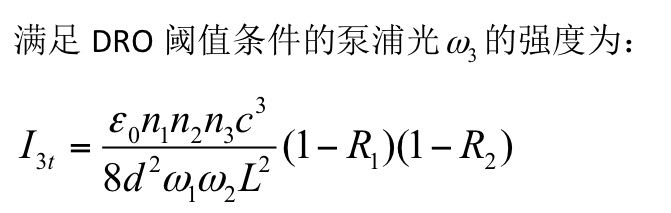 满足 DRO 阈值条件的泵浦光 ω₃ 的强度为：
I₃ₜ = ε₀n₁n₂n₃c³ / 8d²ω₁ω₂L² (1 − R₁)(1 − R₂)